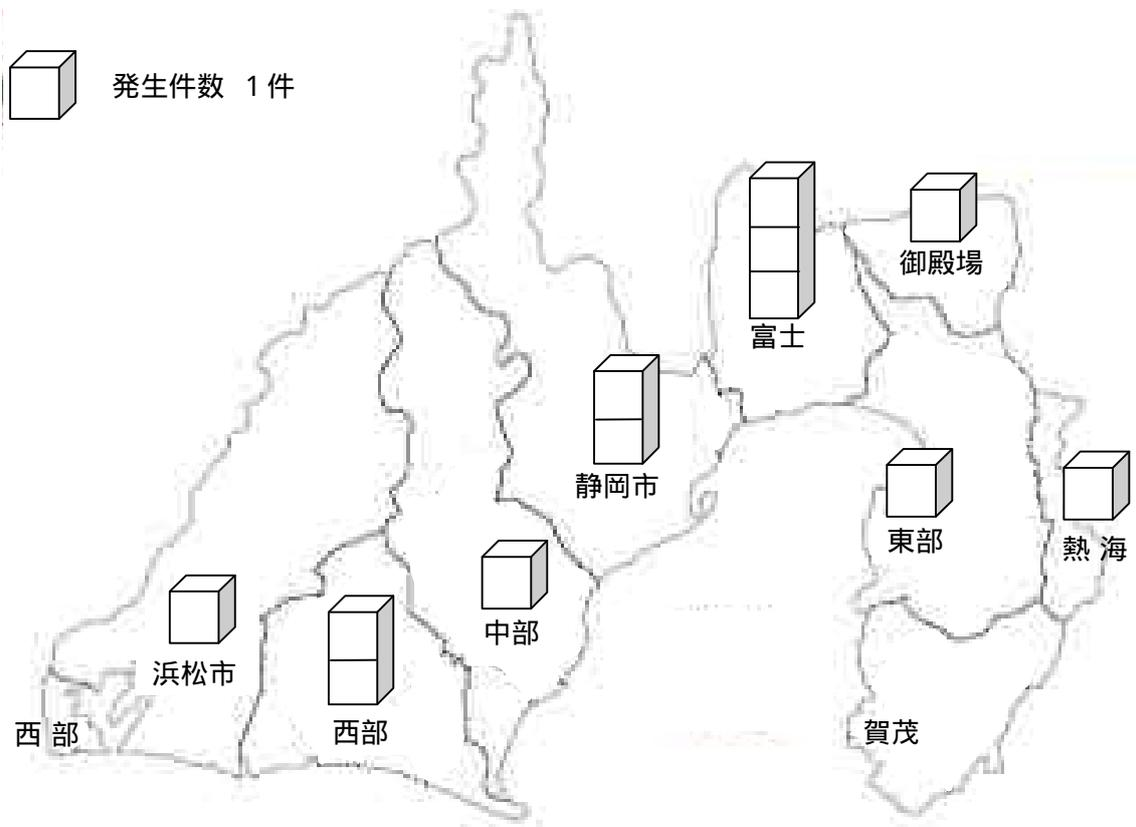 発生件数 1件
御殿場
富士
静岡市
東部
熱 海
中部
浜松市
西 部
西部
賀茂